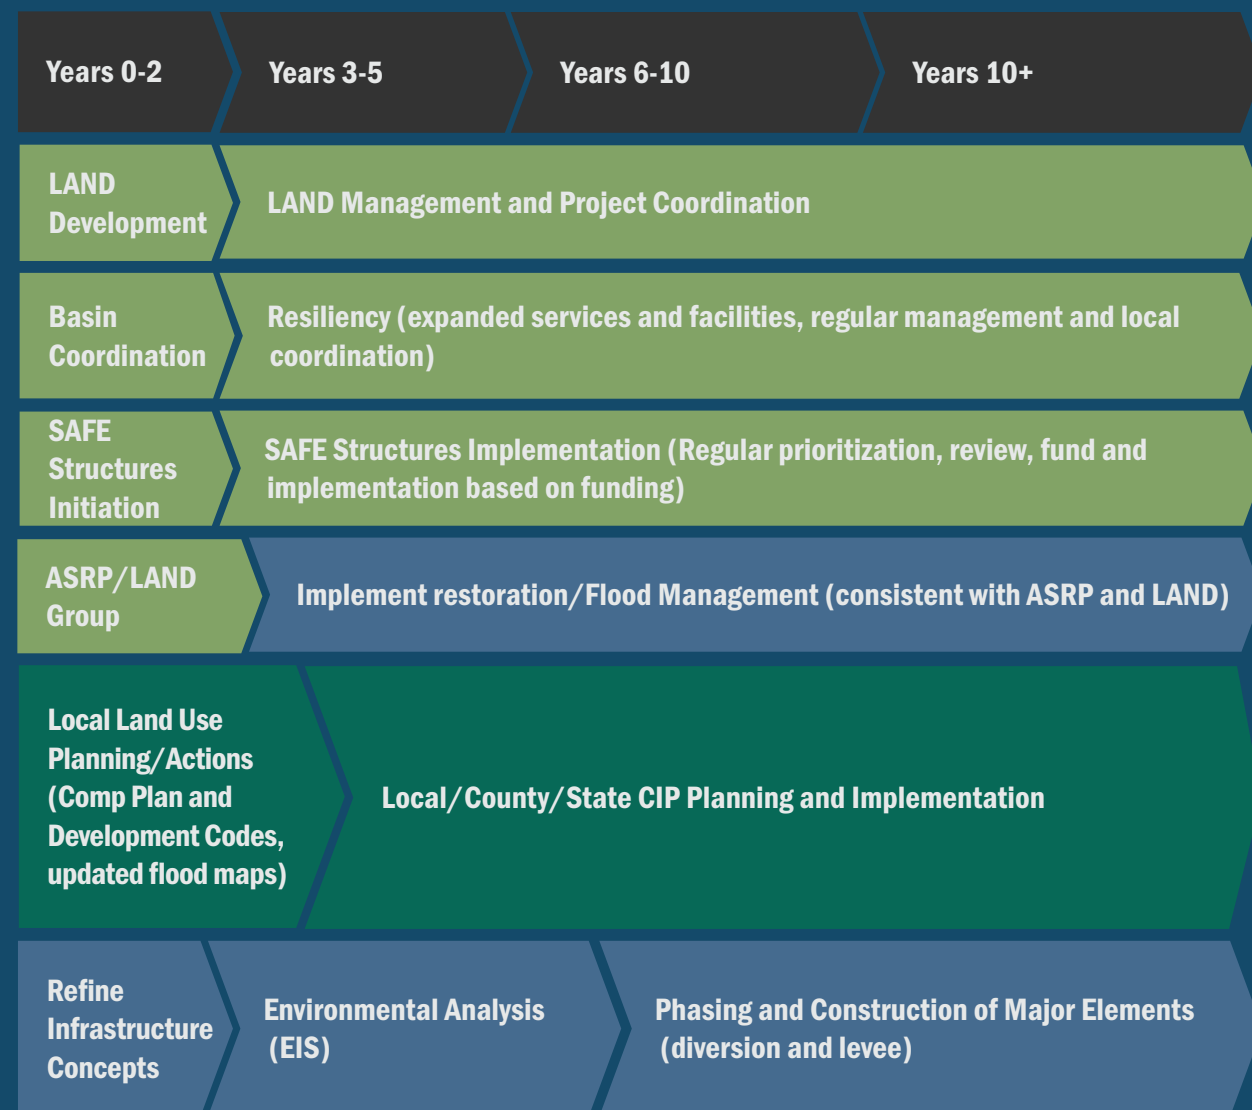 Years 0-2
Years 3-5
Years 6-10
Years 10+
LAND
Development
LAND Management and Project Coordination
Basin
Coordination
Resiliency (expanded services and facilities, regular management and local
coordination)
SAFE
Structures
Initiation
SAFE Structures Implementation (Regular prioritization, review, fund and
implementation based on funding)
ASRP/LAND
Group
Implement restoration/Flood Management (consistent with ASRP and LAND)
Local Land Use
Planning/Actions
(Comp Plan and
Development Codes,
updated flood maps)
Local/County/State CIP Planning and Implementation
Refine
Infrastructure
Concepts
Environmental Analysis
(EIS)
Phasing and Construction of Major Elements
(diversion and levee)